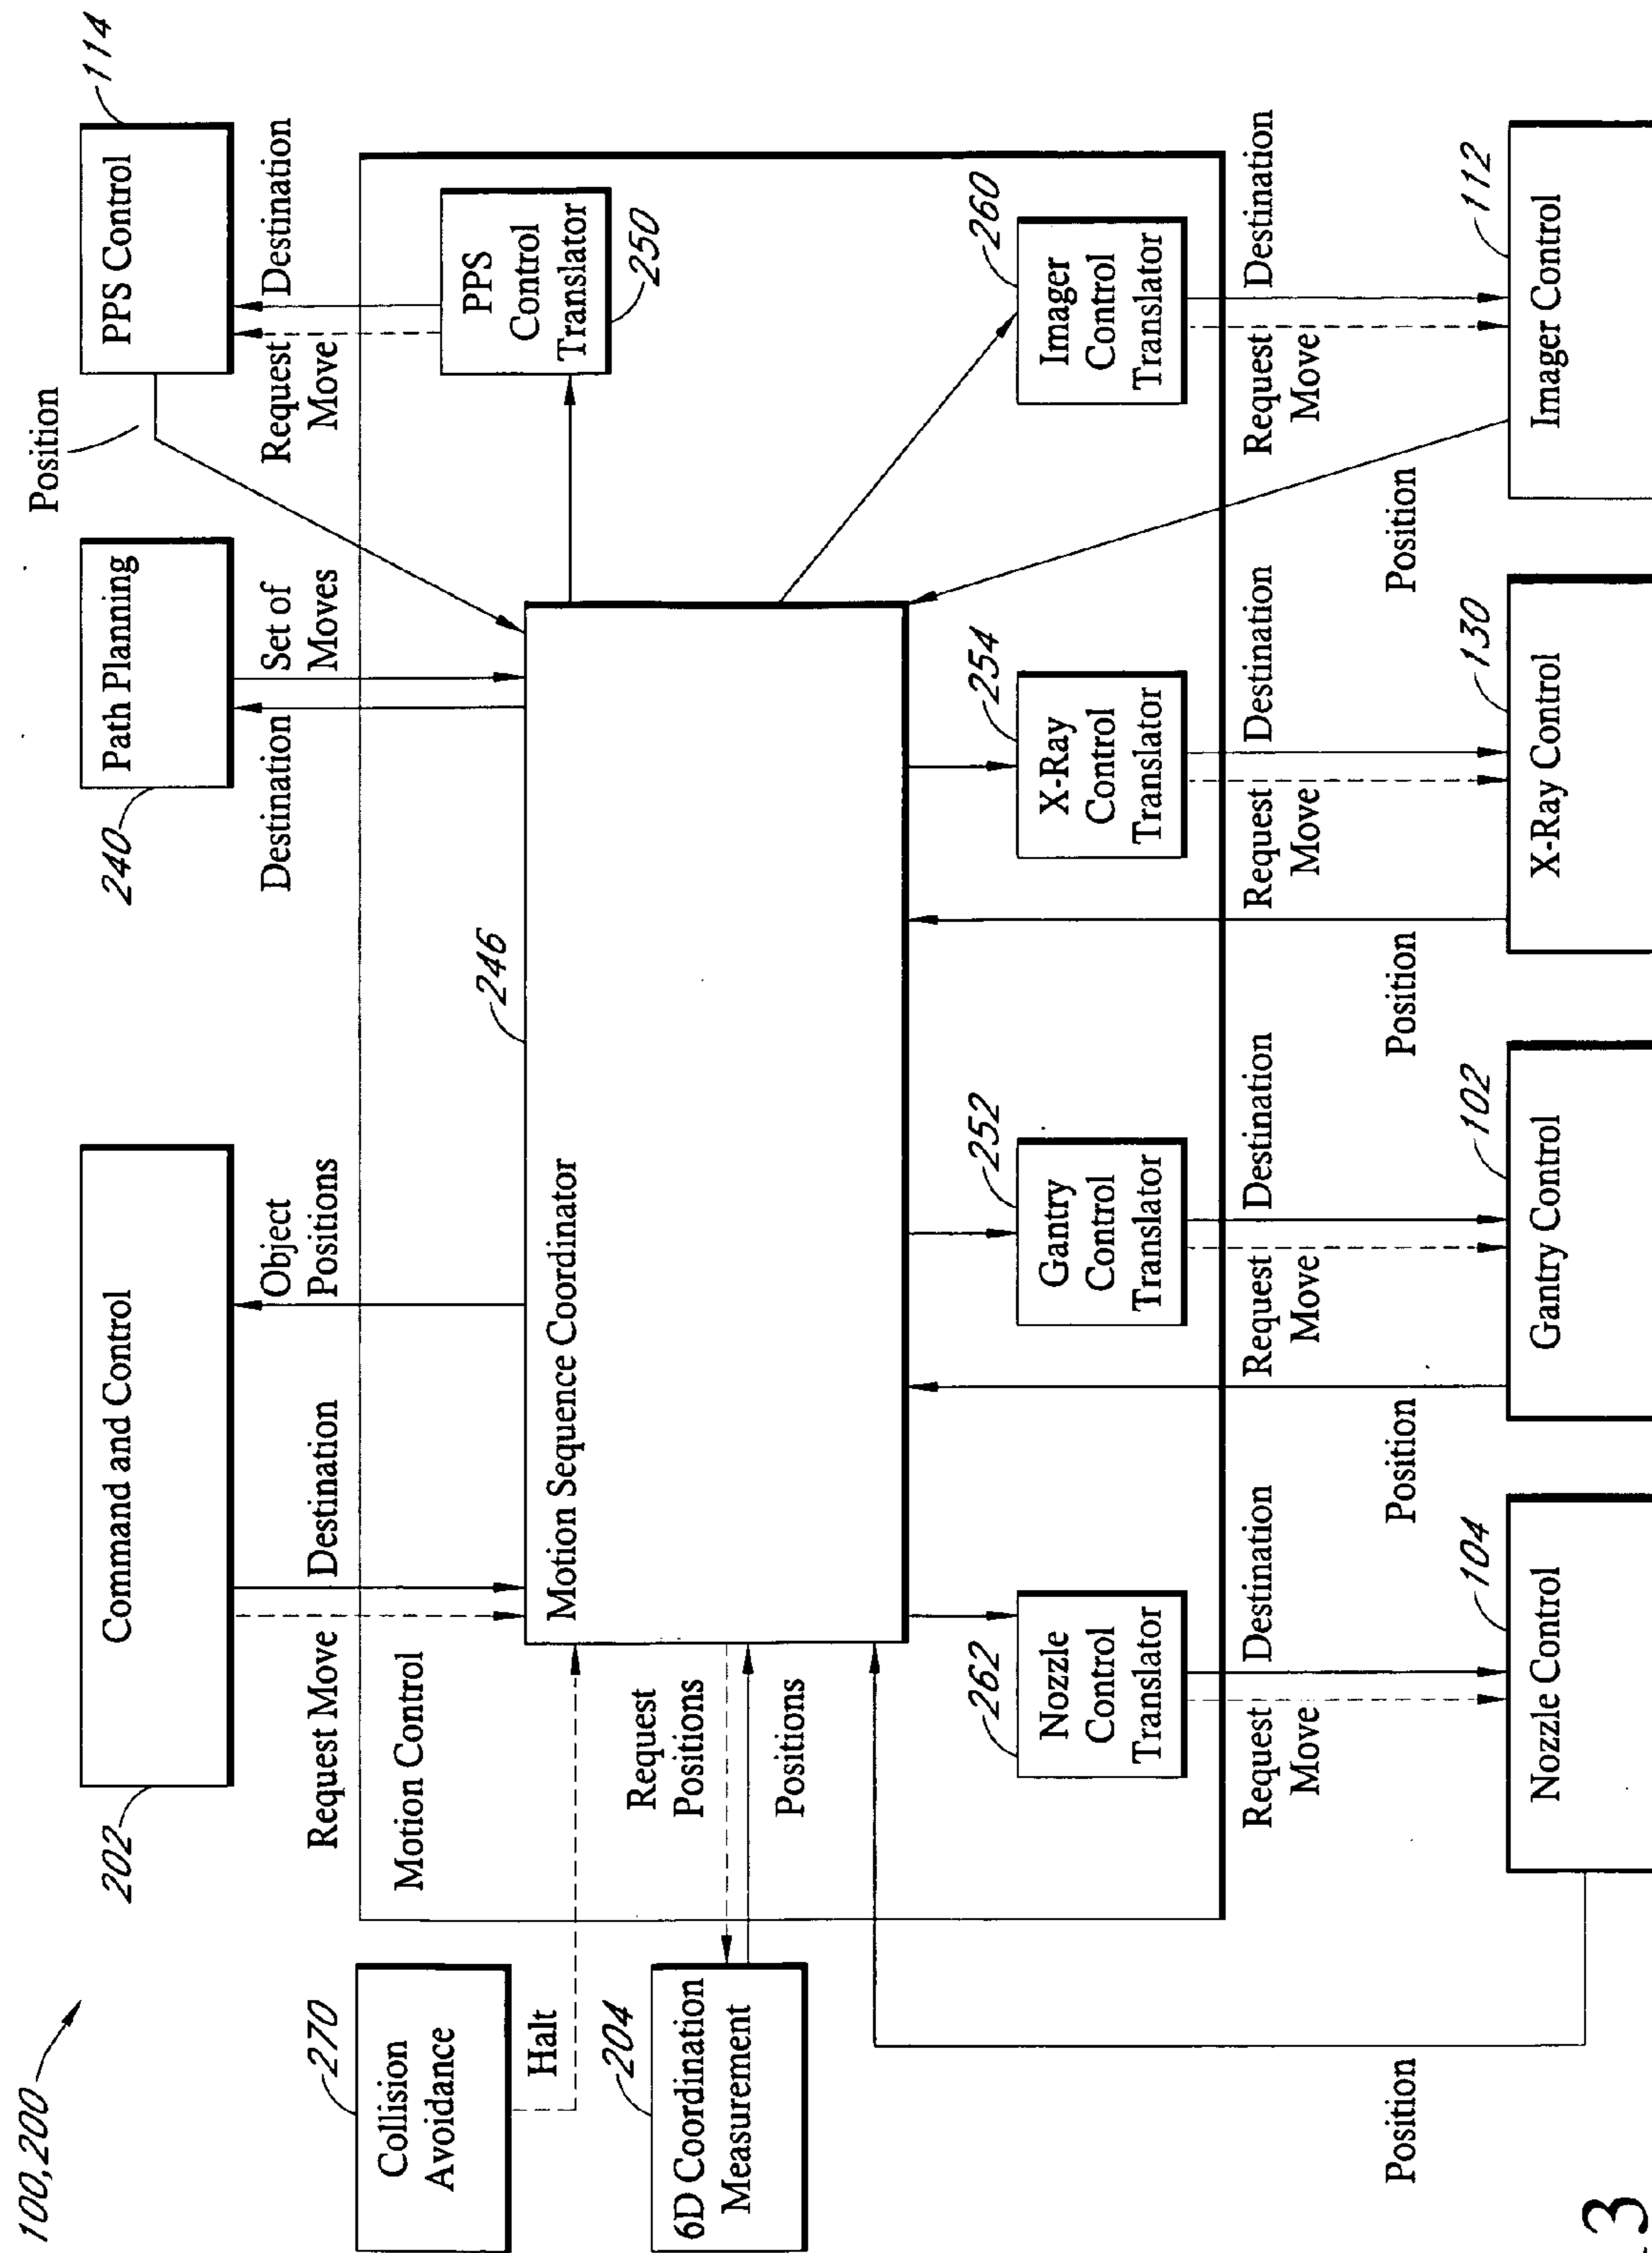 100,200
202
Command and Control
240
Path Planning
Position
PPS Control
114
Request Move
Destination
Object
Positions
Destination
Set of
Moves
Request
Move
Destination
270
Collision
Avoidance
Halt
Motion Control
246
PPS
Control
Translator
250
Motion Sequence Coordinator
204
6D Coordination
Measurement
Request
Positions
Positions
262
Nozzle
Control
Translator
252
Gantry
Control
Translator
254
X-Ray
Control
Translator
260
Imager
Control
Translator
Request
Move
Destination
Request
Move
Destination
Request
Move
Destination
Request
Move
Destination
Position
Position
Position
Position
104
Nozzle Control
102
Gantry Control
130
X-Ray Control
112
Imager Control
3